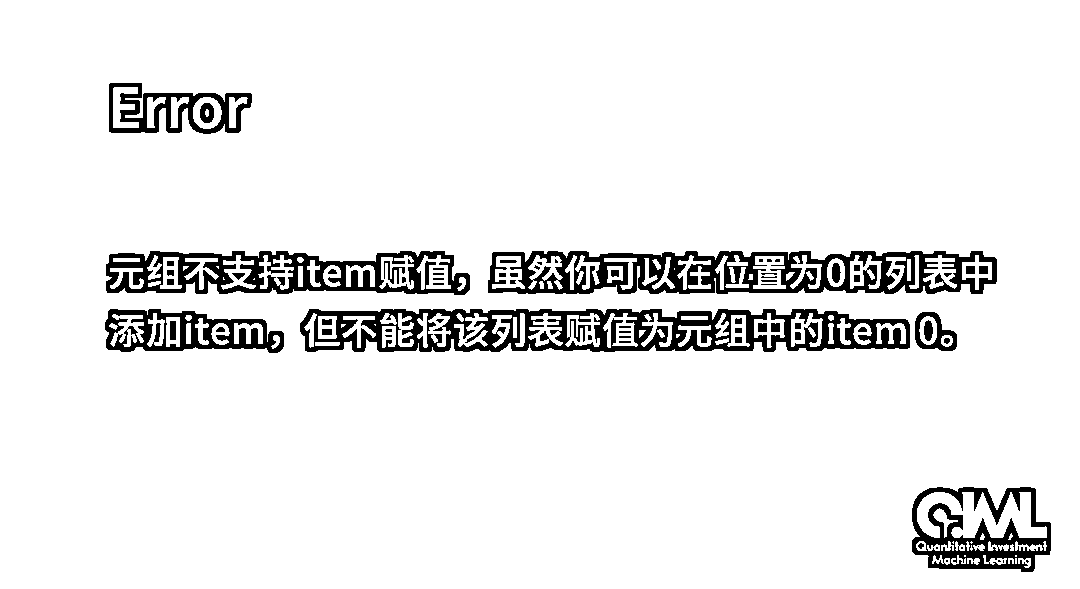 Error
元组不支持item赋值，虽然你可以在位置为0的列表中
添加item，但不能将该列表赋值为元组中的item 0。
QIML
Quantitative Investment
Machine Learning